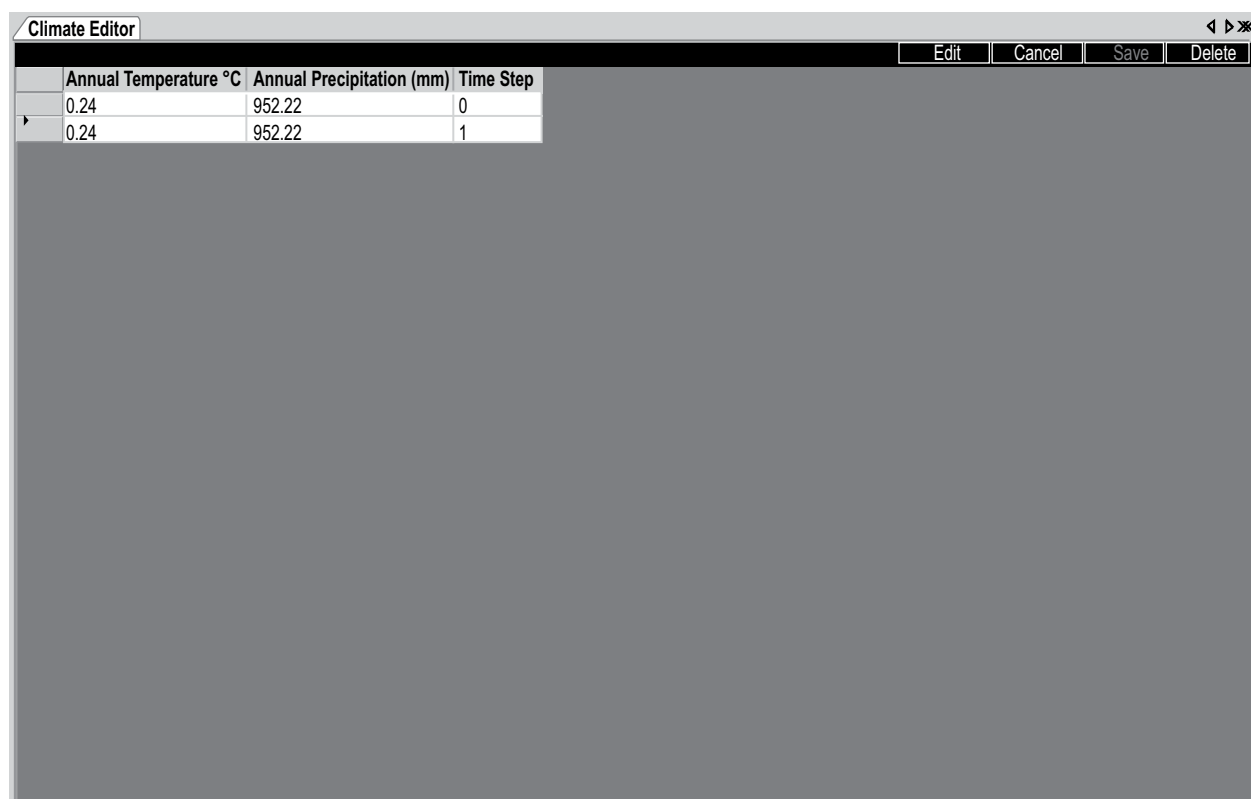 Climate Editor
Edit Cancel Save Delete
Annual Temperature °C Annual Precipitation (mm) Time Step
0.24 952.22 0
0.24 952.22 1